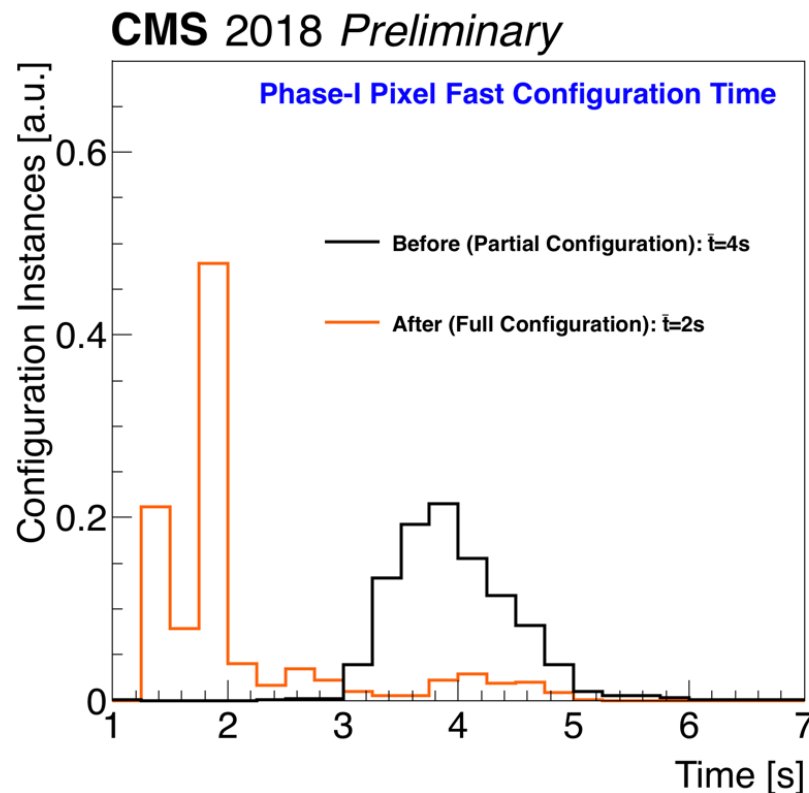 CMS 2018 Preliminary
Phase-I Pixel Fast Configuration Time
Configuration Instances [a.u.]
0.6
0.4
0.2
0
Before (Partial Configuration): t̄=4s
After (Full Configuration): t̄=2s
1 2 3 4 5 6 7
Time [s]